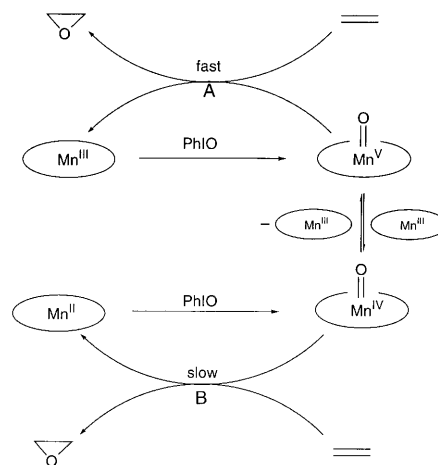 O
fast
A
O
Mn^III PhIO Mn^V
– Mn^III Mn^III
O
Mn^II PhIO Mn^IV
slow
B
O